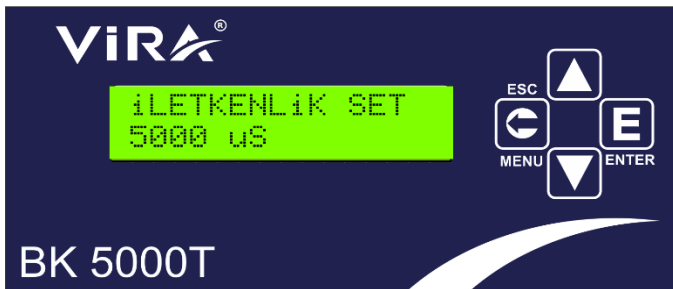 ViRA®
iLETKENLiK SET
5000 uS
ESC
E
MENU
ENTER
BK 5000T